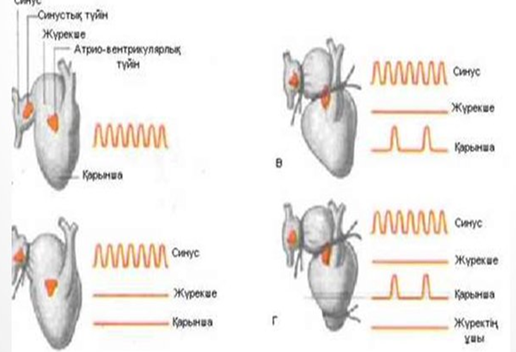 Синус
Синустық түйін
Жүрекше
Атрио-вентрикулярлық
түйін
Қарынша
Синус
Жүрекше
Қарынша
Синус
Жүрекше
Қарынша
В
Синус
Жүрекше
Қарынша
Жүректің
ұшы
Г